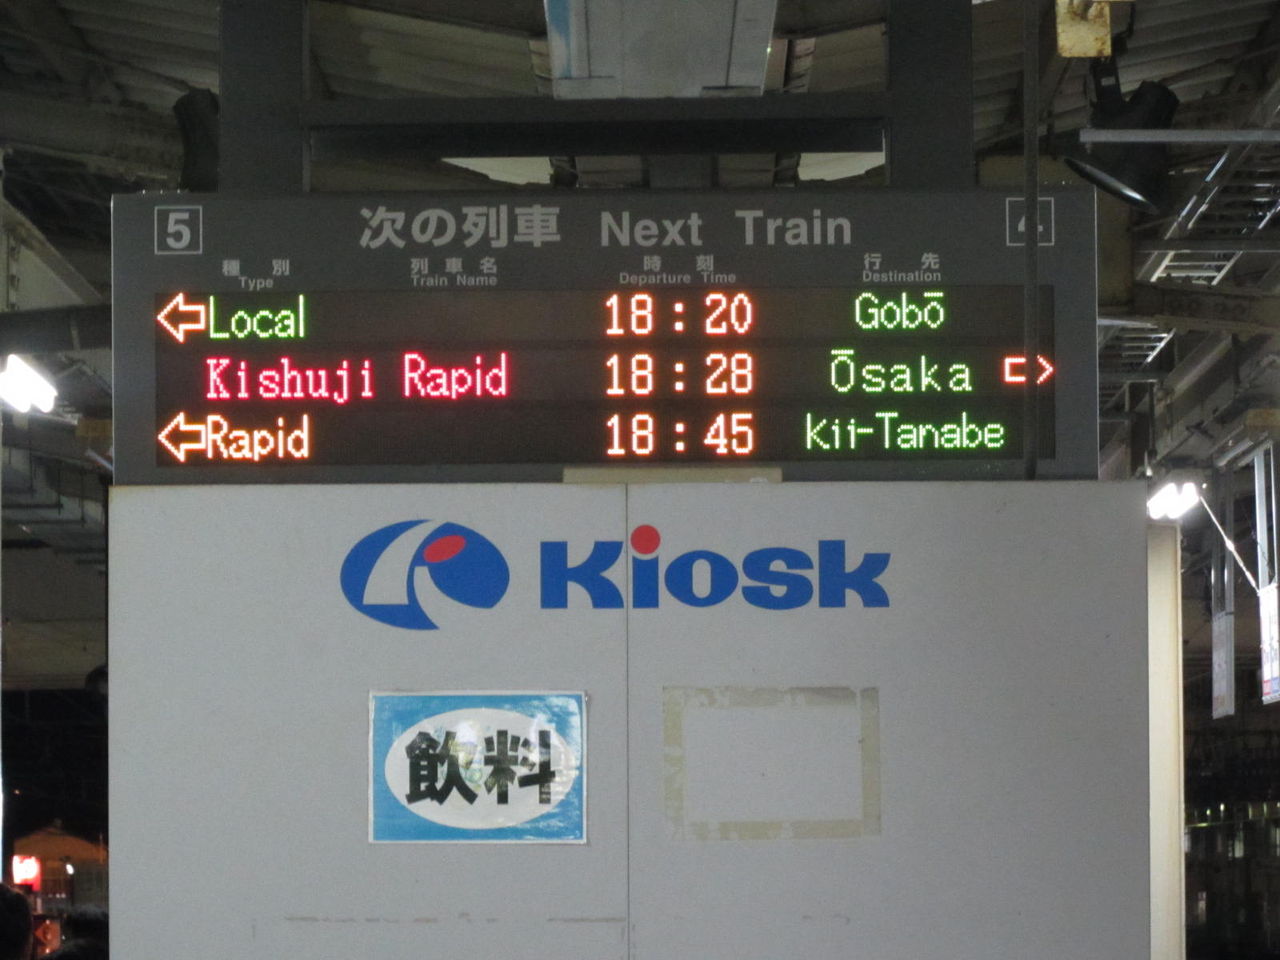 5 次の列車 Next Train 4
種別 列車名 時刻 行先
Type Train Name Departure Time Destination
Local 18:20 Gobō
Kishuji Rapid 18:28 Ōsaka
Rapid 18:45 Kii-Tanabe
Kiosk
飲料